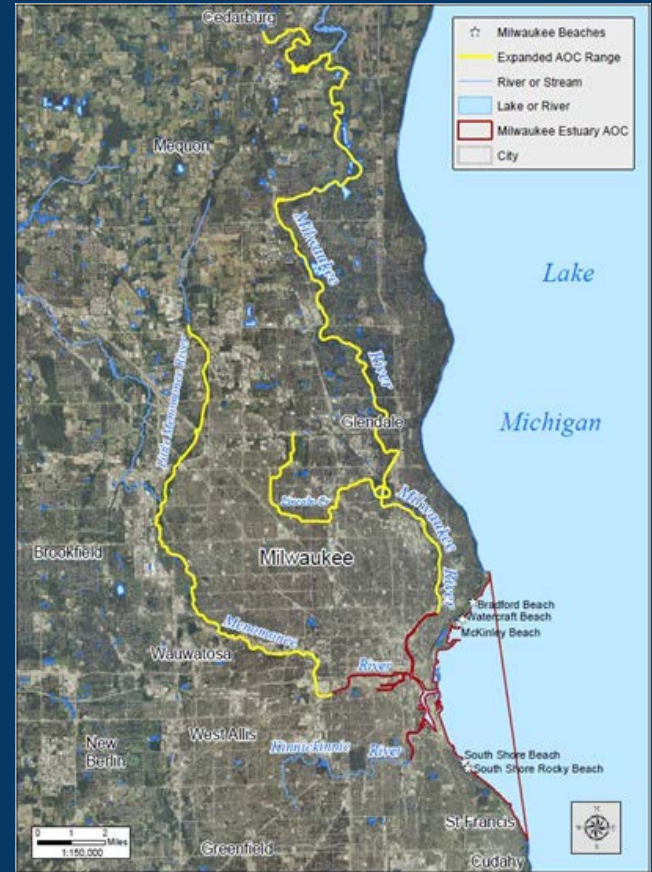 Cedarburg
Milwaukee Beaches
Expanded AOC Range
River or Stream
Lake or River
Milwaukee Estuary AOC
City
Mequon
Milwaukee
River
Lake
Michigan
Little Menomonee River
Glendale
Lincoln Cr
Milwaukee
River
Brookfield
Milwaukee
Bradford Beach
Watercraft Beach
McKinley Beach
Menomonee
River
Wauwatosa
West Allis
New
Berlin
Kinnickinnic
River
South Shore Beach
South Shore Rocky Beach
St Francis
0 1 2
Miles
1:150,000
Greenfield
Cudahy